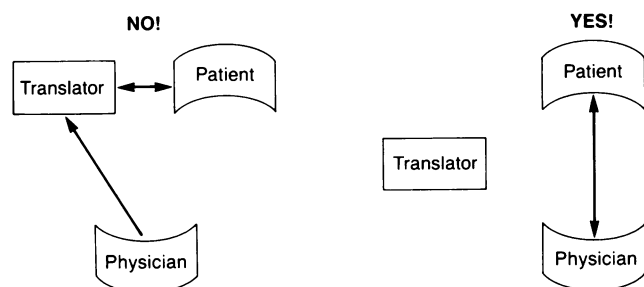 NO!
Translator
Patient
Physician
YES!
Patient
Translator
Physician